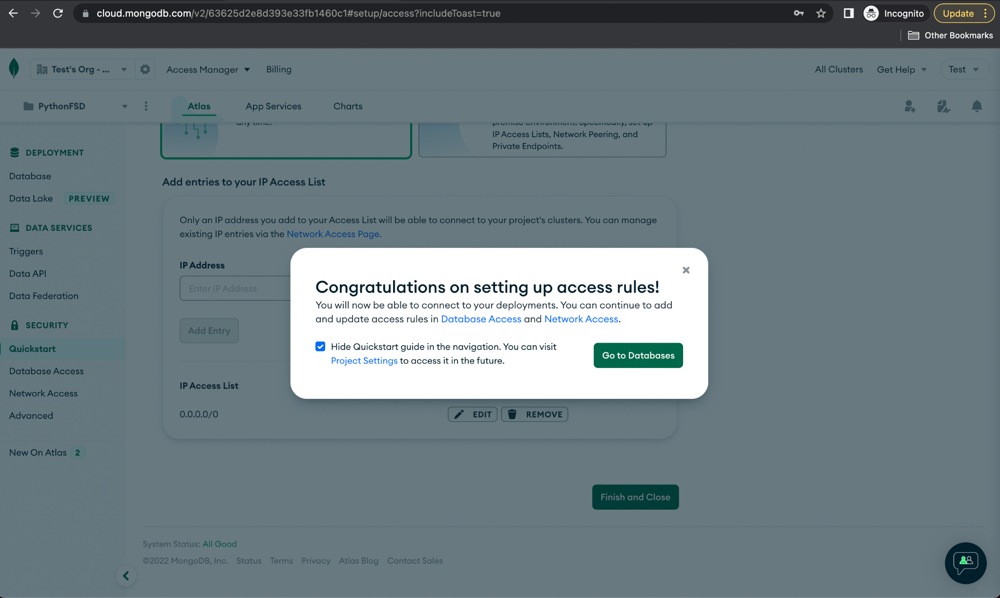 cloud.mongodb.com/v2/63625d2e8d393e33fb1460c1#setup/access?includeToast=true
Incognito
Update
Other Bookmarks
Test's Org - ...
Access Manager
Billing
All Clusters
Get Help
Test
PythonFSD
Atlas
App Services
Charts
any time.
premise environment. Specifically, set up
IP Access Lists, Network Peering, and
Private Endpoints.
DEPLOYMENT
Database
Data Lake PREVIEW
DATA SERVICES
Triggers
Data API
Data Federation
SECURITY
Quickstart
Database Access
Network Access
Advanced
New On Atlas 2
Add entries to your IP Access List
Only an IP address you add to your Access List will be able to connect to your project's clusters. You can manage
existing IP entries via the Network Access Page.
IP Address
Enter IP Address
Add Entry
IP Access List
0.0.0.0/0
EDIT
REMOVE
Congratulations on setting up access rules!
You will now be able to connect to your deployments. You can continue to add
and update access rules in Database Access and Network Access.
Hide Quickstart guide in the navigation. You can visit
Project Settings to access it in the future.
Go to Databases
Finish and Close
System Status: All Good
©2022 MongoDB, Inc. Status Terms Privacy Atlas Blog Contact Sales